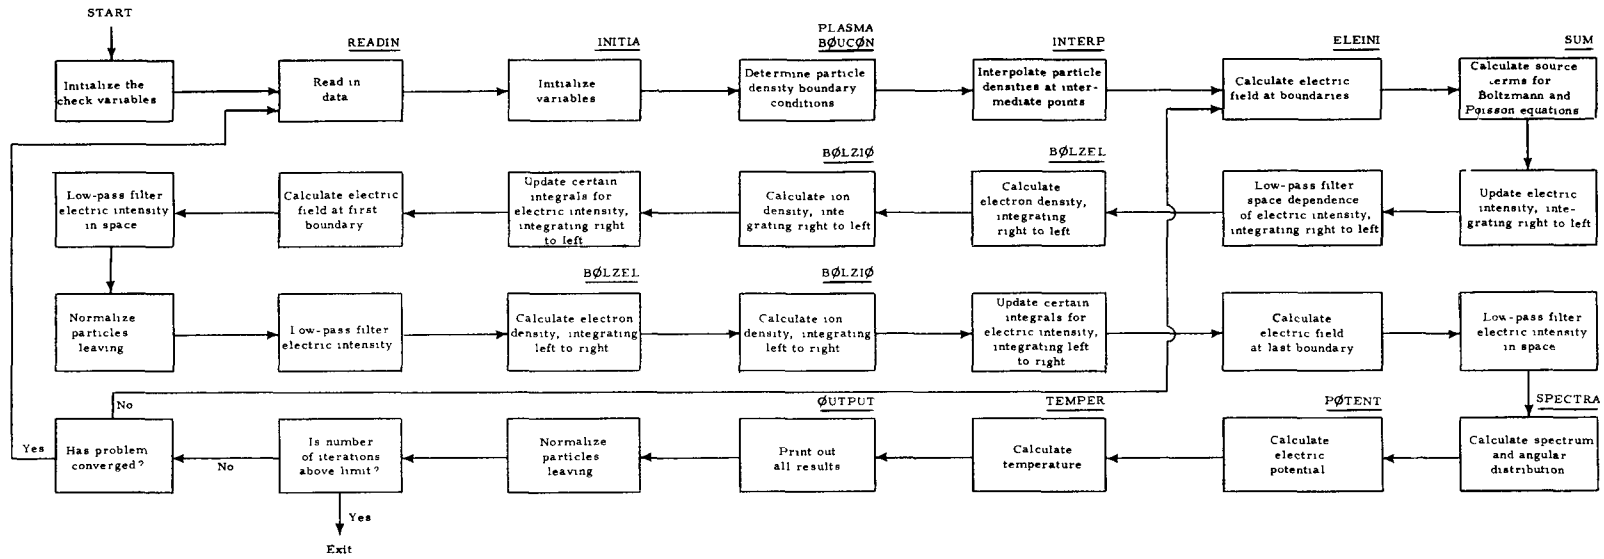 START
READIN
INITIA
PLASMA
BØUCØN
INTERP
ELEINI
SUM
Initialize the
check variables
Read in
data
Initialize
variables
Determine particle
density boundary
conditions
Interpolate particle
densities at inter-
mediate points
Calculate electric
field at boundaries
Calculate source
terms for
Boltzmann and
Poisson equations
BØLZIØ
BØLZEL
Low-pass filter
electric intensity
in space
Calculate electric
field at first
boundary
Update certain
integrals for
electric intensity,
integrating right
to left
Calculate ion
density, inte
grating right to left
Calculate
electron density,
integrating
right to left
Low-pass filter
space dependence
of electric intensity,
integrating right to left
Update electric
intensity, inte-
grating right to left
BØLZEL
BØLZIØ
Normalize
particles
leaving
Low-pass filter
electric intensity
Calculate electron
density, integrating
left to right
Calculate ion
density, integrating
left to right
Update certain
integrals for
electric intensity,
integrating left
to right
Calculate
electric field
at last boundary
Low-pass filter
electric intensity
in space
No
ØUTPUT
TEMPER
PØTENT
SPECTRA
Yes
Has problem
converged?
No
Is number
of iterations
above limit?
Normalize
particles
leaving
Print out
all results
Calculate
temperature
Calculate
electric
potential
Calculate spectrum
and angular
distribution
Yes
Exit